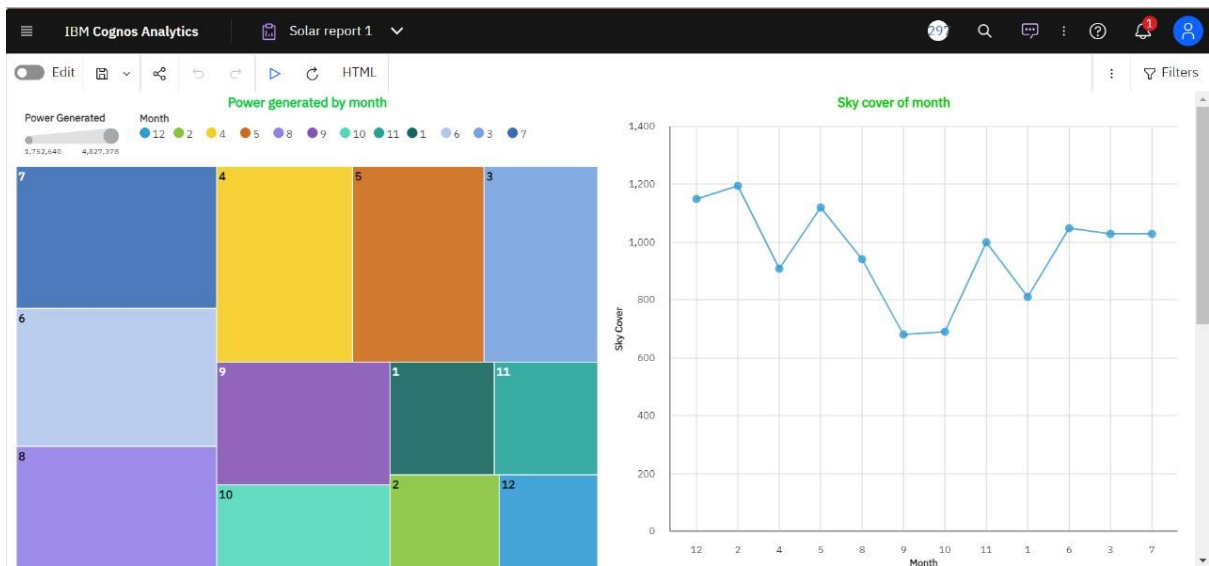 IBM Cognos Analytics
Solar report 1
297
1
Edit
HTML
Filters
Power generated by month
Power Generated
1,752,640 4,827,378
Month
12 2 4 5 8 9 10 11 1 6 3 7
7 4 5 3
6
9 1 11
8
10 2 12
Sky cover of month
1,400
1,200
1,000
800
600
400
200
0
Sky Cover
12 2 4 5 8 9 10 11 1 6 3 7
Month